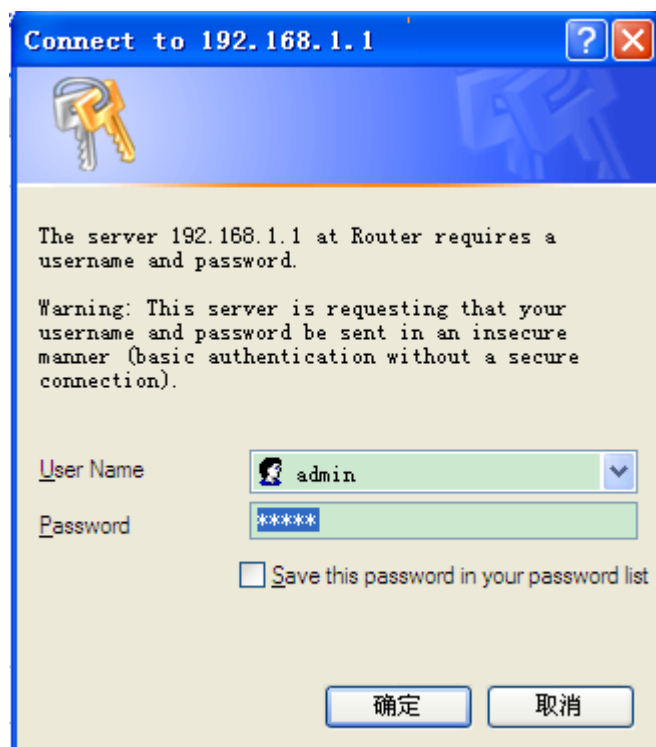 Connect to 192.168.1.1
The server 192.168.1.1 at Router requires a
username and password.
Warning: This server is requesting that your
username and password be sent in an insecure
manner (basic authentication without a secure
connection).
User Name
admin
Password
*****
Save this password in your password list
确定
取消